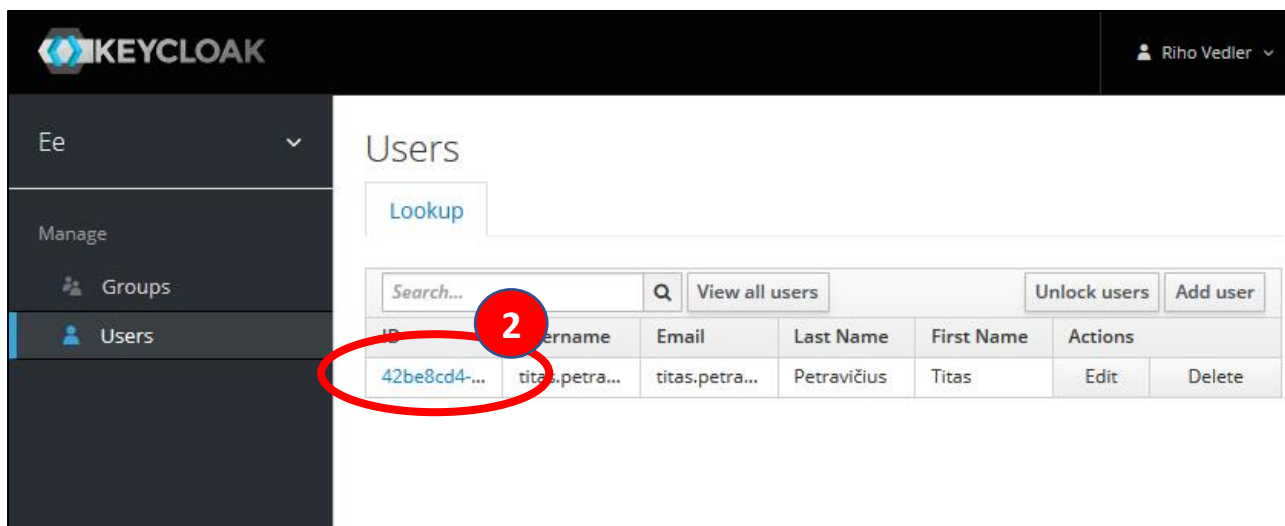 KEYCLOAK
Riho Vedler
Ee
Users
Lookup
Manage
Groups
Users
Search...
View all users
Unlock users
Add user
2
ID ername Email Last Name First Name Actions
42be8cd4-... titas.petra... titas.petra... Petravičius Titas Edit Delete